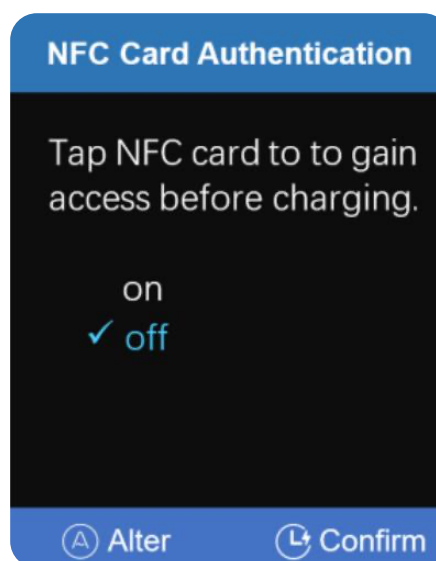 NFC Card Authentication
Tap NFC card to to gain
access before charging.
on
✓ off
A Alter
Confirm